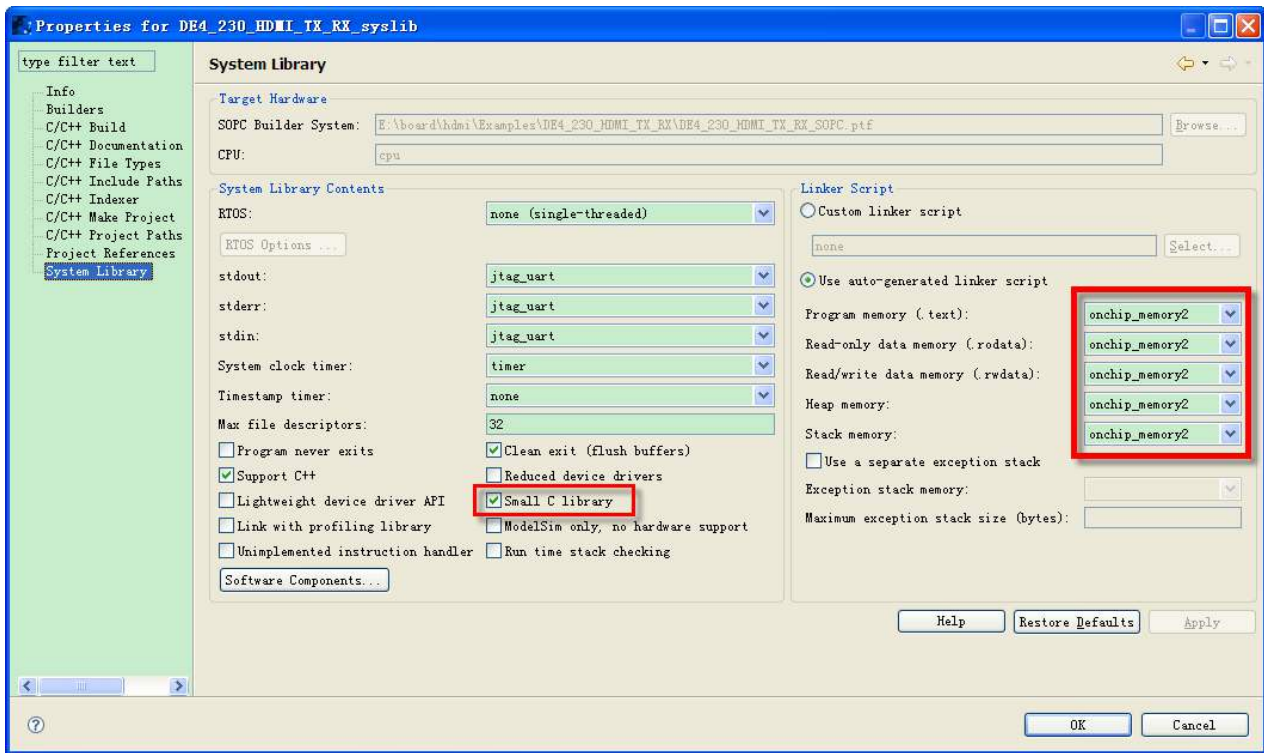 Properties for DE4_230_HDMI_TX_RX_syslib
type filter text
Info
Builders
C/C++ Build
C/C++ Documentation
C/C++ File Types
C/C++ Include Paths
C/C++ Indexer
C/C++ Make Project
C/C++ Project Paths
Project References
System Library
System Library
Target Hardware
SOPC Builder System: E:\board\hdmi\Examples\DE4_230_HDMI_TX_RX\DE4_230_HDMI_TX_RX_SOPC.ptf Browse...
CPU: cpu
System Library Contents
RTOS: none (single-threaded)
RTOS Options ...
stdout: jtag_uart
stderr: jtag_uart
stdin: jtag_uart
System clock timer: timer
Timestamp timer: none
Max file descriptors: 32
Program never exits Clean exit (flush buffers)
Support C++ Reduced device drivers
Lightweight device driver API Small C library
Link with profiling library ModelSim only, no hardware support
Unimplemented instruction handler Run time stack checking
Software Components...
Linker Script
Custom linker script
none Select...
Use auto-generated linker script
Program memory (.text): onchip_memory2
Read-only data memory (.rodata): onchip_memory2
Read/write data memory (.rwdata): onchip_memory2
Heap memory: onchip_memory2
Stack memory: onchip_memory2
Use a separate exception stack
Exception stack memory:
Maximum exception stack size (bytes):
Help Restore Defaults Apply
OK Cancel